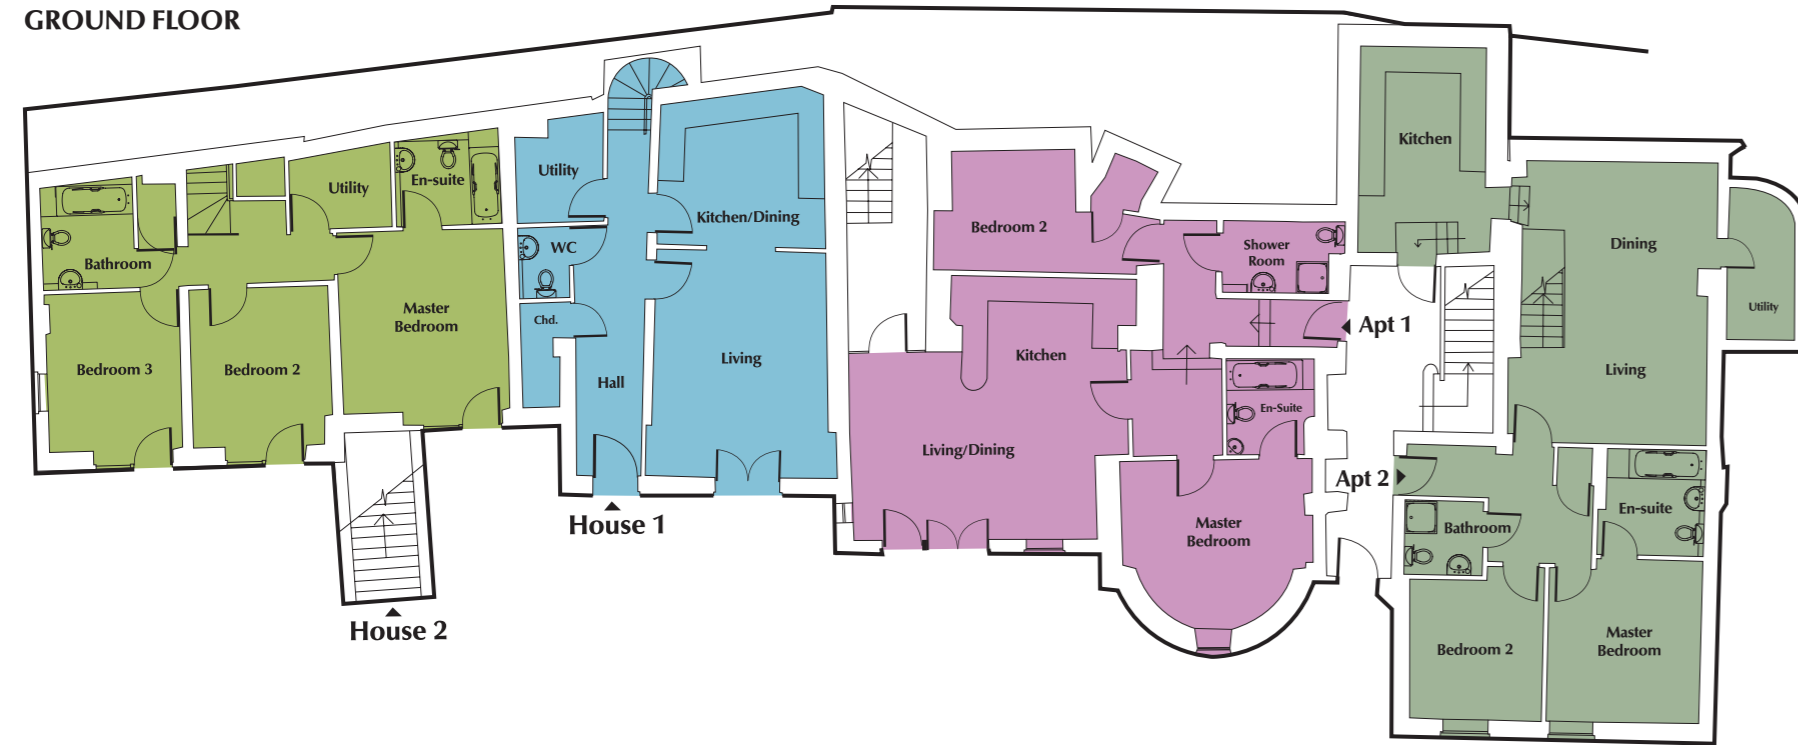 GROUND FLOOR
Bathroom
Utility
En-suite
Master
Bedroom
Bedroom 3
Bedroom 2
House 2
Utility
WC
Chd.
Hall
Kitchen/Dining
Living
House 1
Bedroom 2
Shower
Room
Kitchen
Living/Dining
En-Suite
Master
Bedroom
Apt 1
Kitchen
Dining
Utility
Living
Apt 2
Bathroom
En-suite
Bedroom 2
Master
Bedroom